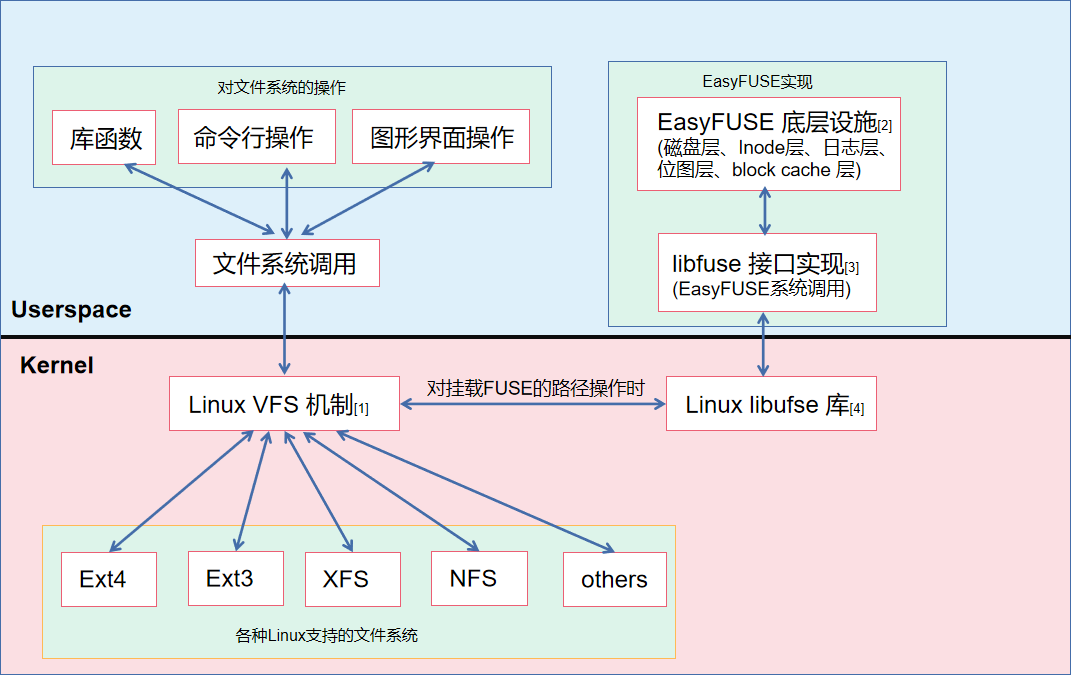 对文件系统的操作
库函数
命令行操作
图形界面操作
文件系统调用
EasyFUSE实现
EasyFUSE 底层设施[2]
(磁盘层、Inode层、日志层、
位图层、block cache 层)
libfuse 接口实现[3]
(EasyFUSE系统调用)
Userspace
Kernel
Linux VFS 机制[1]
对挂载FUSE的路径操作时
Linux libufse 库[4]
Ext4
Ext3
XFS
NFS
others
各种Linux支持的文件系统